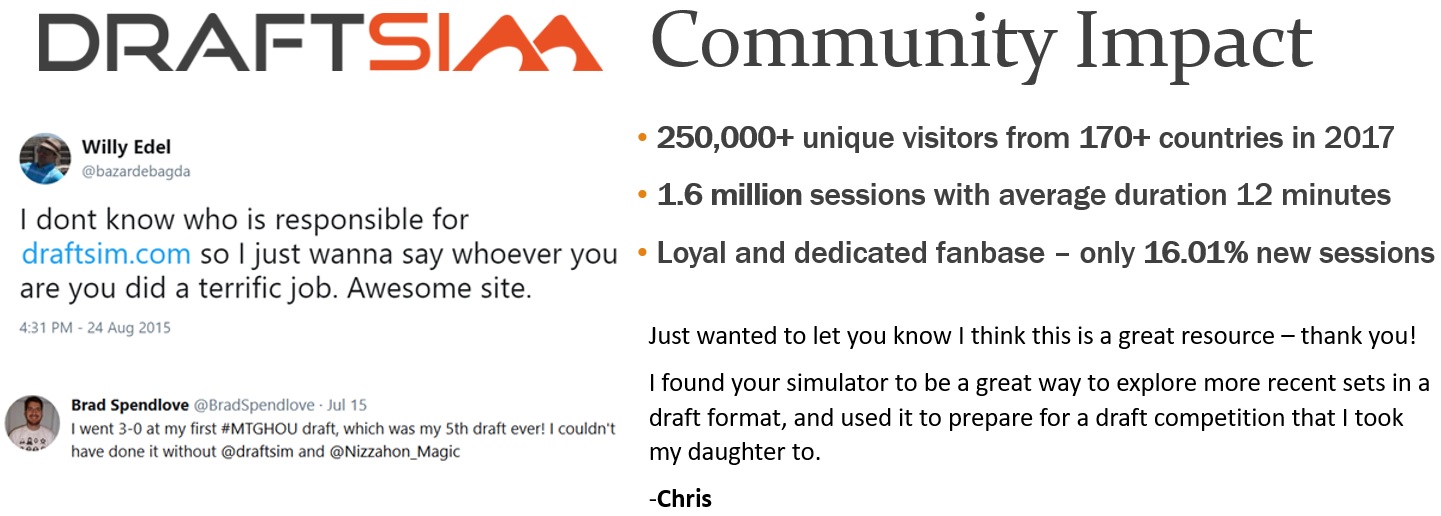 DRAFTSIM
Community Impact
Willy Edel
@bazardebagda
I dont know who is responsible for
draftsim.com so I just wanna say whoever you
are you did a terrific job. Awesome site.
4:31 PM - 24 Aug 2015
Brad Spendlove @BradSpendlove · Jul 15
I went 3-0 at my first #MTGHOU draft, which was my 5th draft ever! I couldn't
have done it without @draftsim and @Nizzahon_Magic
• 250,000+ unique visitors from 170+ countries in 2017
• 1.6 million sessions with average duration 12 minutes
• Loyal and dedicated fanbase – only 16.01% new sessions
Just wanted to let you know I think this is a great resource – thank you!
I found your simulator to be a great way to explore more recent sets in a
draft format, and used it to prepare for a draft competition that I took
my daughter to.
-Chris